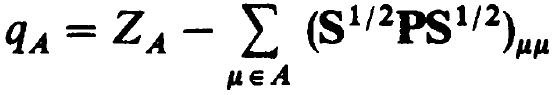 q_A = Z_A − ∑_{μ∈A} (S^{1/2}PS^{1/2})_{μμ}